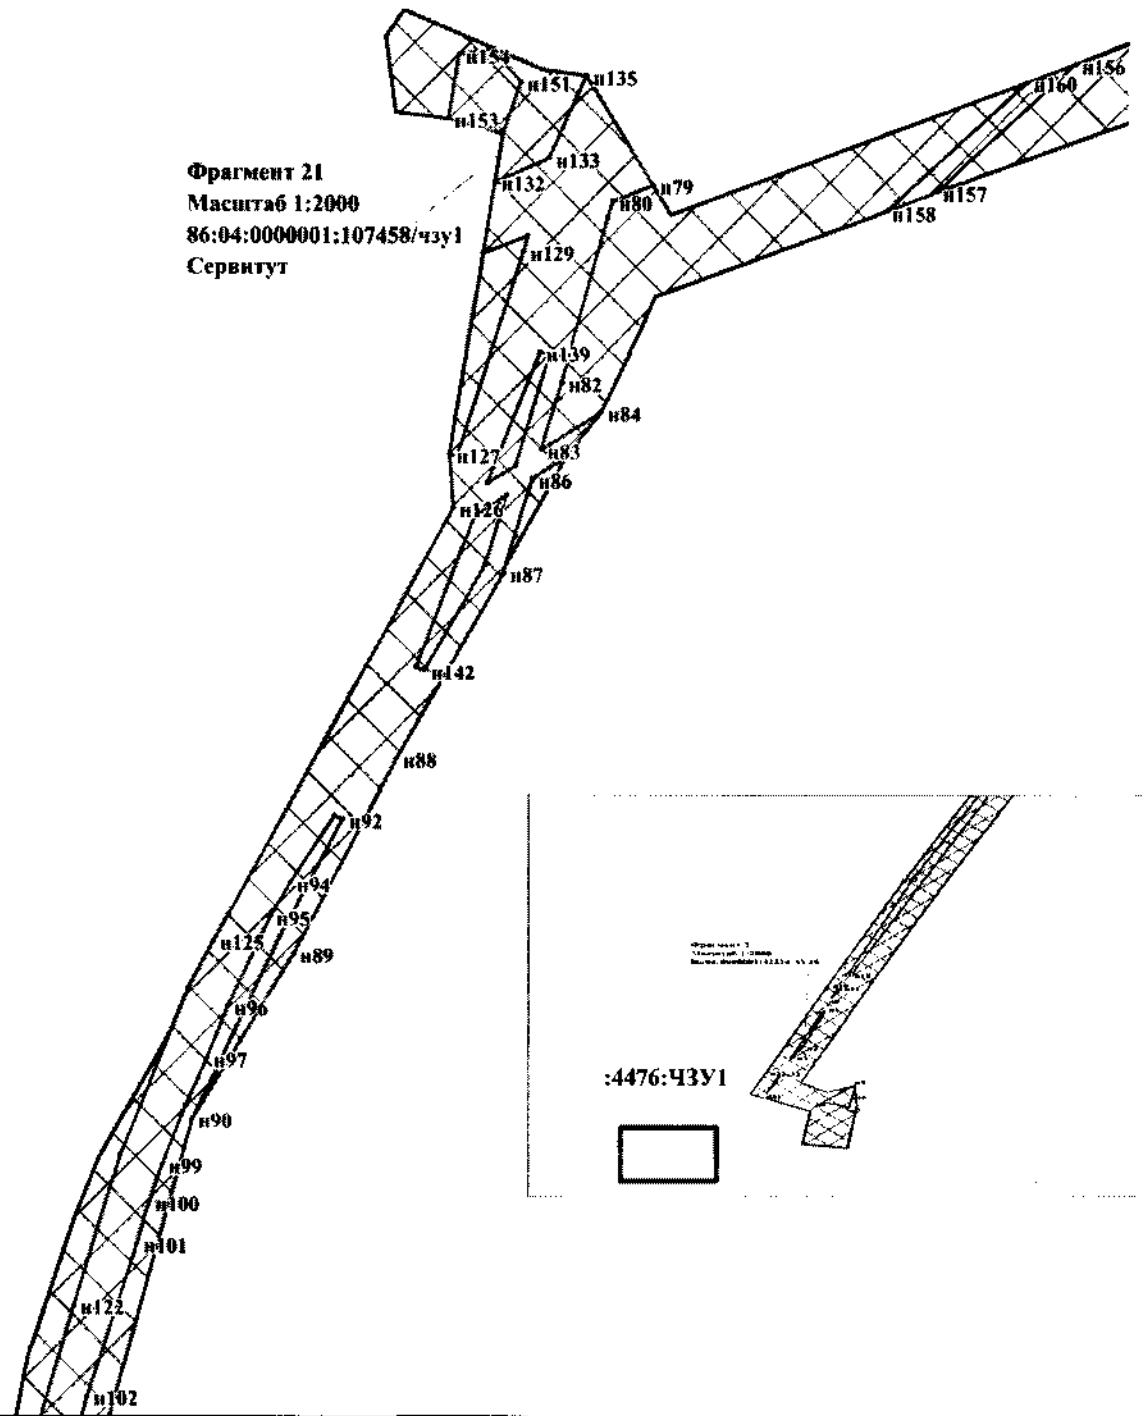 н154
н151
н135
н156
н160
н153
н133
н132
н79
н80
н157
н158
Фрагмент 21
Масштаб 1:2000
86:04:0000001:107458/чзу1
Сервитут
н129
н139
н82
н84
н83
н127
н86
н126
н87
н142
н88
н92
н94
н95
н125
н89
н96
н97
н90
н99
н100
н101
н122
н102
:4476:ЧЗУ1